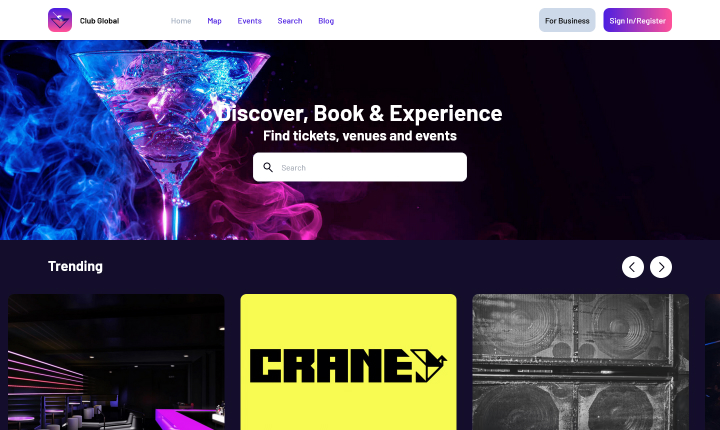 Club Global
Home
Map
Events
Search
Blog
For Business
Sign In/Register
Discover, Book & Experience
Find tickets, venues and events
Search
Trending
CRANE